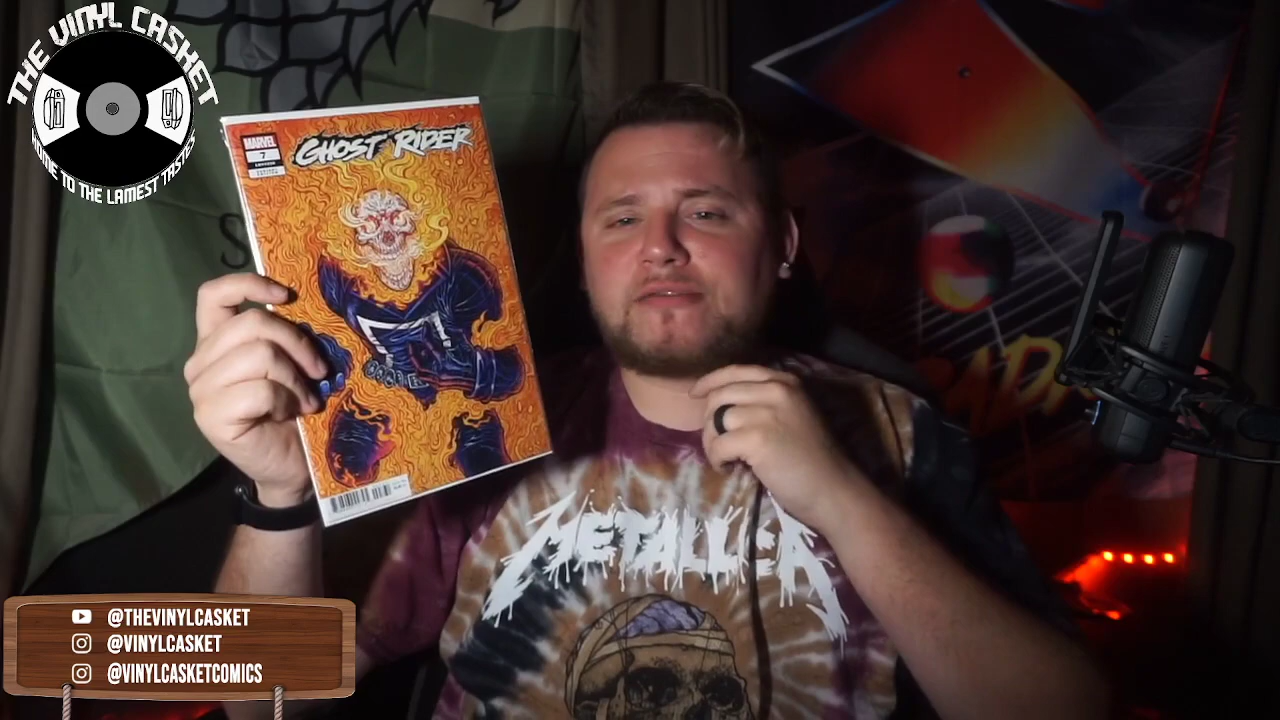 THE VINYL CASKET
HOME TO THE LAMEST TASTES
MARVEL
7
GHOST RIDER
METALLICA
@THEVINYLCASKET
@VINYLCASKET
@VINYLCASKETCOMICS